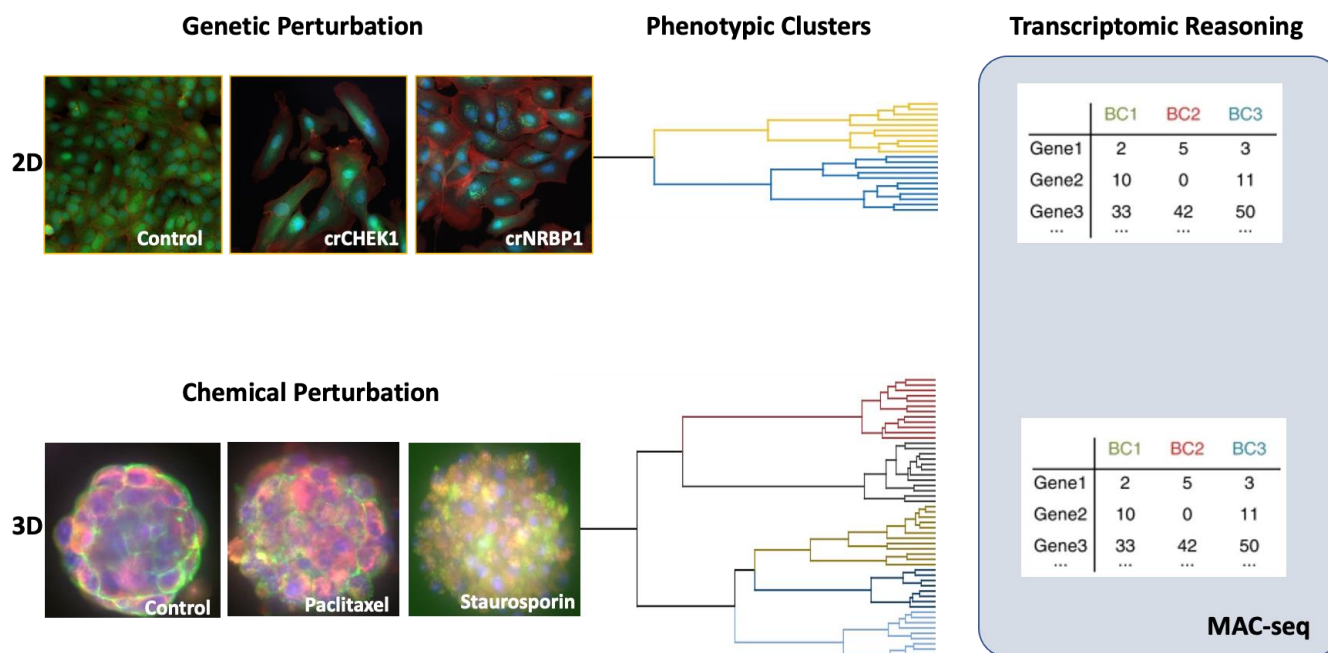 Genetic Perturbation
Phenotypic Clusters
Transcriptomic Reasoning
2D
Control
crCHEK1
crNRBP1
BC1 BC2 BC3
Gene1 2 5 3
Gene2 10 0 11
Gene3 33 42 50
... ... ... ...
Chemical Perturbation
3D
Control
Paclitaxel
Staurosporin
BC1 BC2 BC3
Gene1 2 5 3
Gene2 10 0 11
Gene3 33 42 50
... ... ... ...
MAC-seq